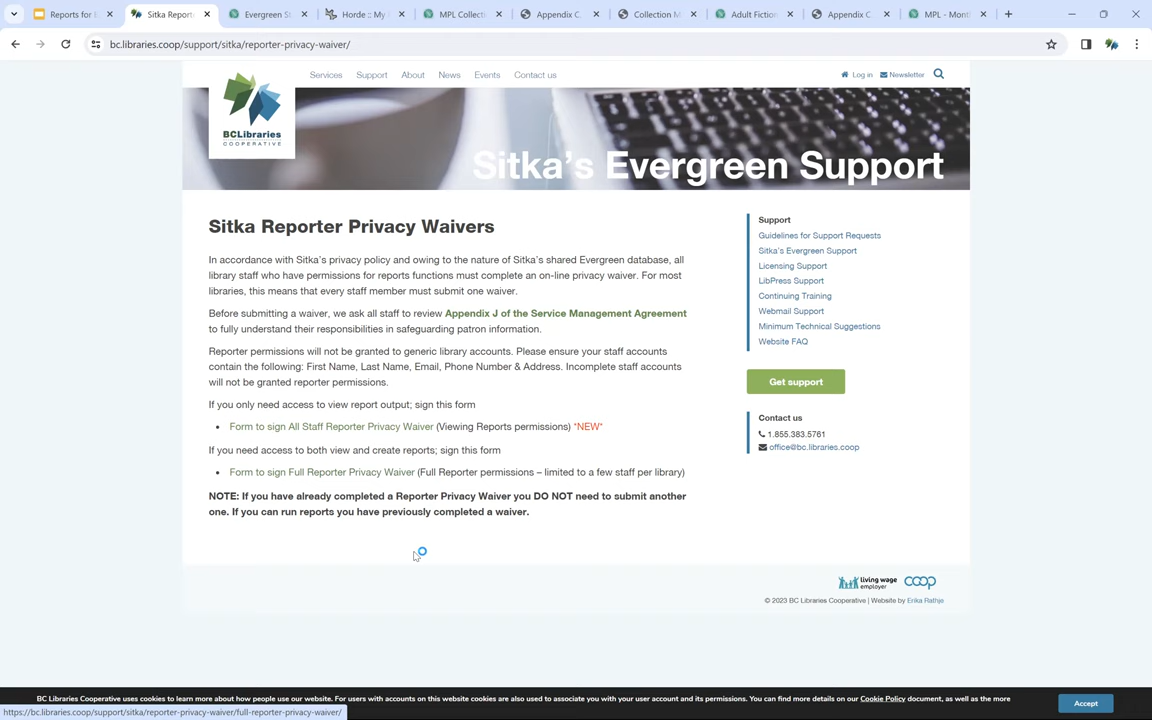 Reports for b
Sitka Report
Evergreen S
Horde :: My
MPL Collecti
Appendix C.
Collection M
Adult Fiction
Appendix C.
MPL - Mont
bc.libraries.coop/support/sitka/reporter-privacy-waiver/
Services Support About News Events Contact us
Log in Newsletter
BCLibraries
COOPERATIVE
Sitka's Evergreen Support
Sitka Reporter Privacy Waivers
In accordance with Sitka's privacy policy and owing to the nature of Sitka's shared Evergreen database, all
library staff who have permissions for reports functions must complete an on-line privacy waiver. For most
libraries, this means that every staff member must submit one waiver.
Before submitting a waiver, we ask all staff to review Appendix J of the Service Management Agreement
to fully understand their responsibilities in safeguarding patron information.
Reporter permissions will not be granted to generic library accounts. Please ensure your staff accounts
contain the following: First Name, Last Name, Email, Phone Number & Address. Incomplete staff accounts
will not be granted reporter permissions.
If you only need access to view report output; sign this form
Form to sign All Staff Reporter Privacy Waiver (Viewing Reports permissions) *NEW*
If you need access to both view and create reports; sign this form
Form to sign Full Reporter Privacy Waiver (Full Reporter permissions – limited to a few staff per library)
NOTE: If you have already completed a Reporter Privacy Waiver you DO NOT need to submit another
one. If you can run reports you have previously completed a waiver.
Support
Guidelines for Support Requests
Sitka's Evergreen Support
Licensing Support
LibPress Support
Continuing Training
Webmail Support
Minimum Technical Suggestions
Website FAQ
Get support
Contact us
1.855.383.5761
office@bc.libraries.coop
living wage
employer
coop
© 2023 BC Libraries Cooperative | Website by Erika Rathje
BC Libraries Cooperative uses cookies to learn more about how people use our website. For users with accounts on this website cookies are also used to associate you with your user account and its permissions. You can find more details on our Cookie Policy document, as well as the more
Accept
https://bc.libraries.coop/support/sitka/reporter-privacy-waiver/full-reporter-privacy-waiver/